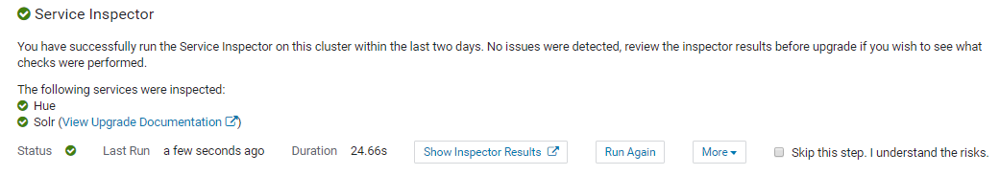 Service Inspector
You have successfully run the Service Inspector on this cluster within the last two days. No issues were detected, review the inspector results before upgrade if you wish to see what
checks were performed.
The following services were inspected:
Hue
Solr (View Upgrade Documentation)
Status Last Run a few seconds ago Duration 24.66s Show Inspector Results Run Again More Skip this step. I understand the risks.